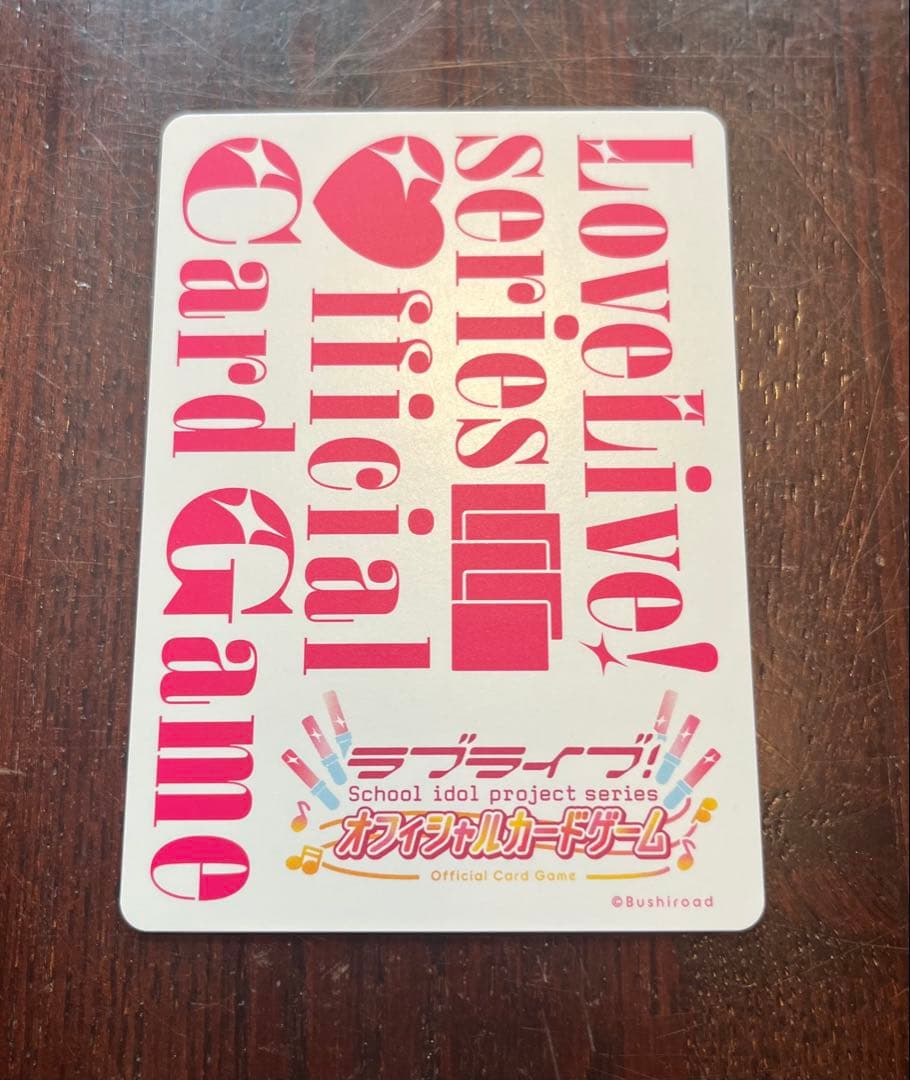 LoveLive!
series
Official
Card Game
ラブライブ!
School idol project series
オフィシャルカードゲーム
Official Card Game
©Bushiroad